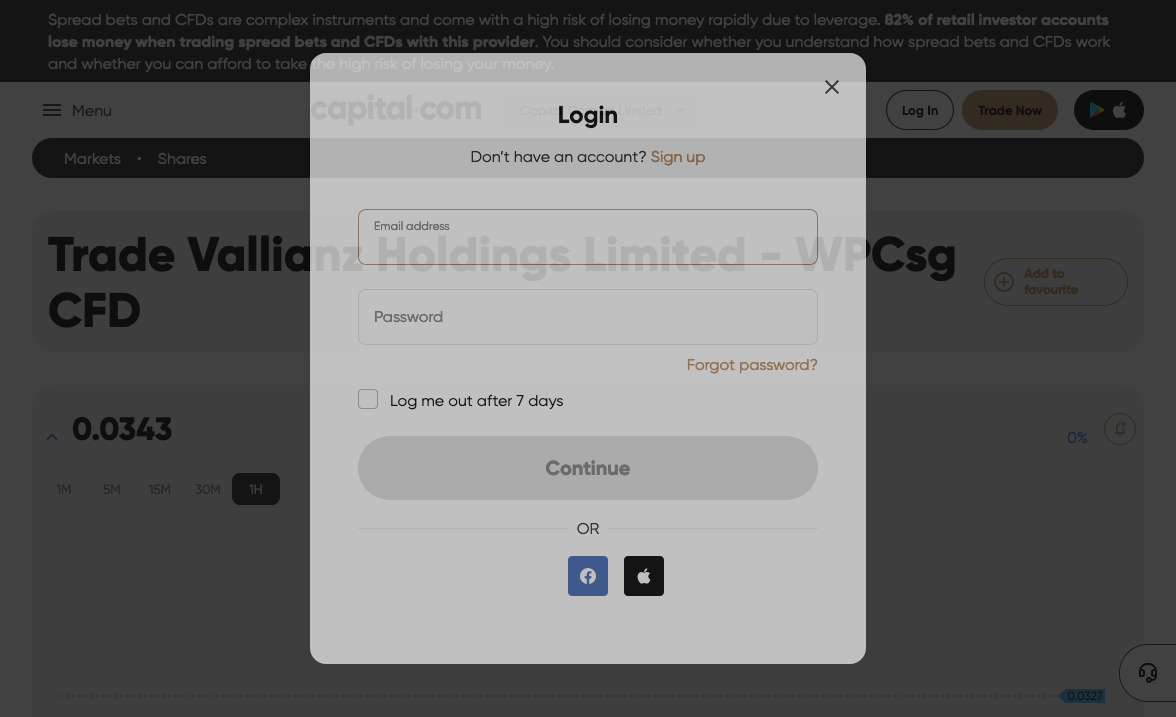 Spread bets and CFDs are complex instruments and come with a high risk of losing money rapidly due to leverage. 82% of retail investor accounts
lose money when trading spread bets and CFDs with this provider. You should consider whether you understand how spread bets and CFDs work
and whether you can afford to take the high risk of losing your money.
Menu
capital.com
Capital Limited
Log In
Trade Now
Login
Markets • Shares
Don't have an account? Sign up
Email address
Trade Vallianz Holdings Limited - WPCsg
CFD
Add to
favourite
Password
Forgot password?
Log me out after 7 days
0.0343
0%
Continue
1M 5M 15M 30M 1H
OR
0.0327